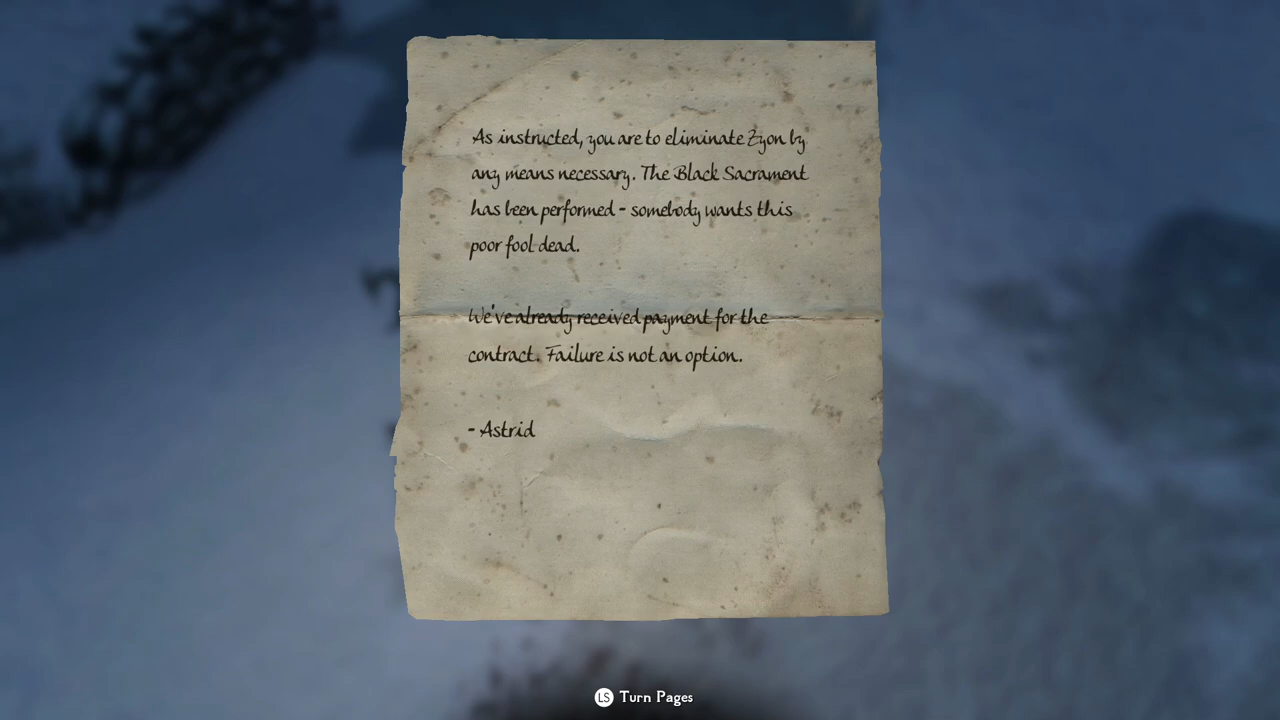 As instructed, you are to eliminate Zyon by
any means necessary. The Black Sacrament
has been performed - somebody wants this
poor fool dead.
We've already received payment for the
contract. Failure is not an option.
- Astrid
LS Turn Pages